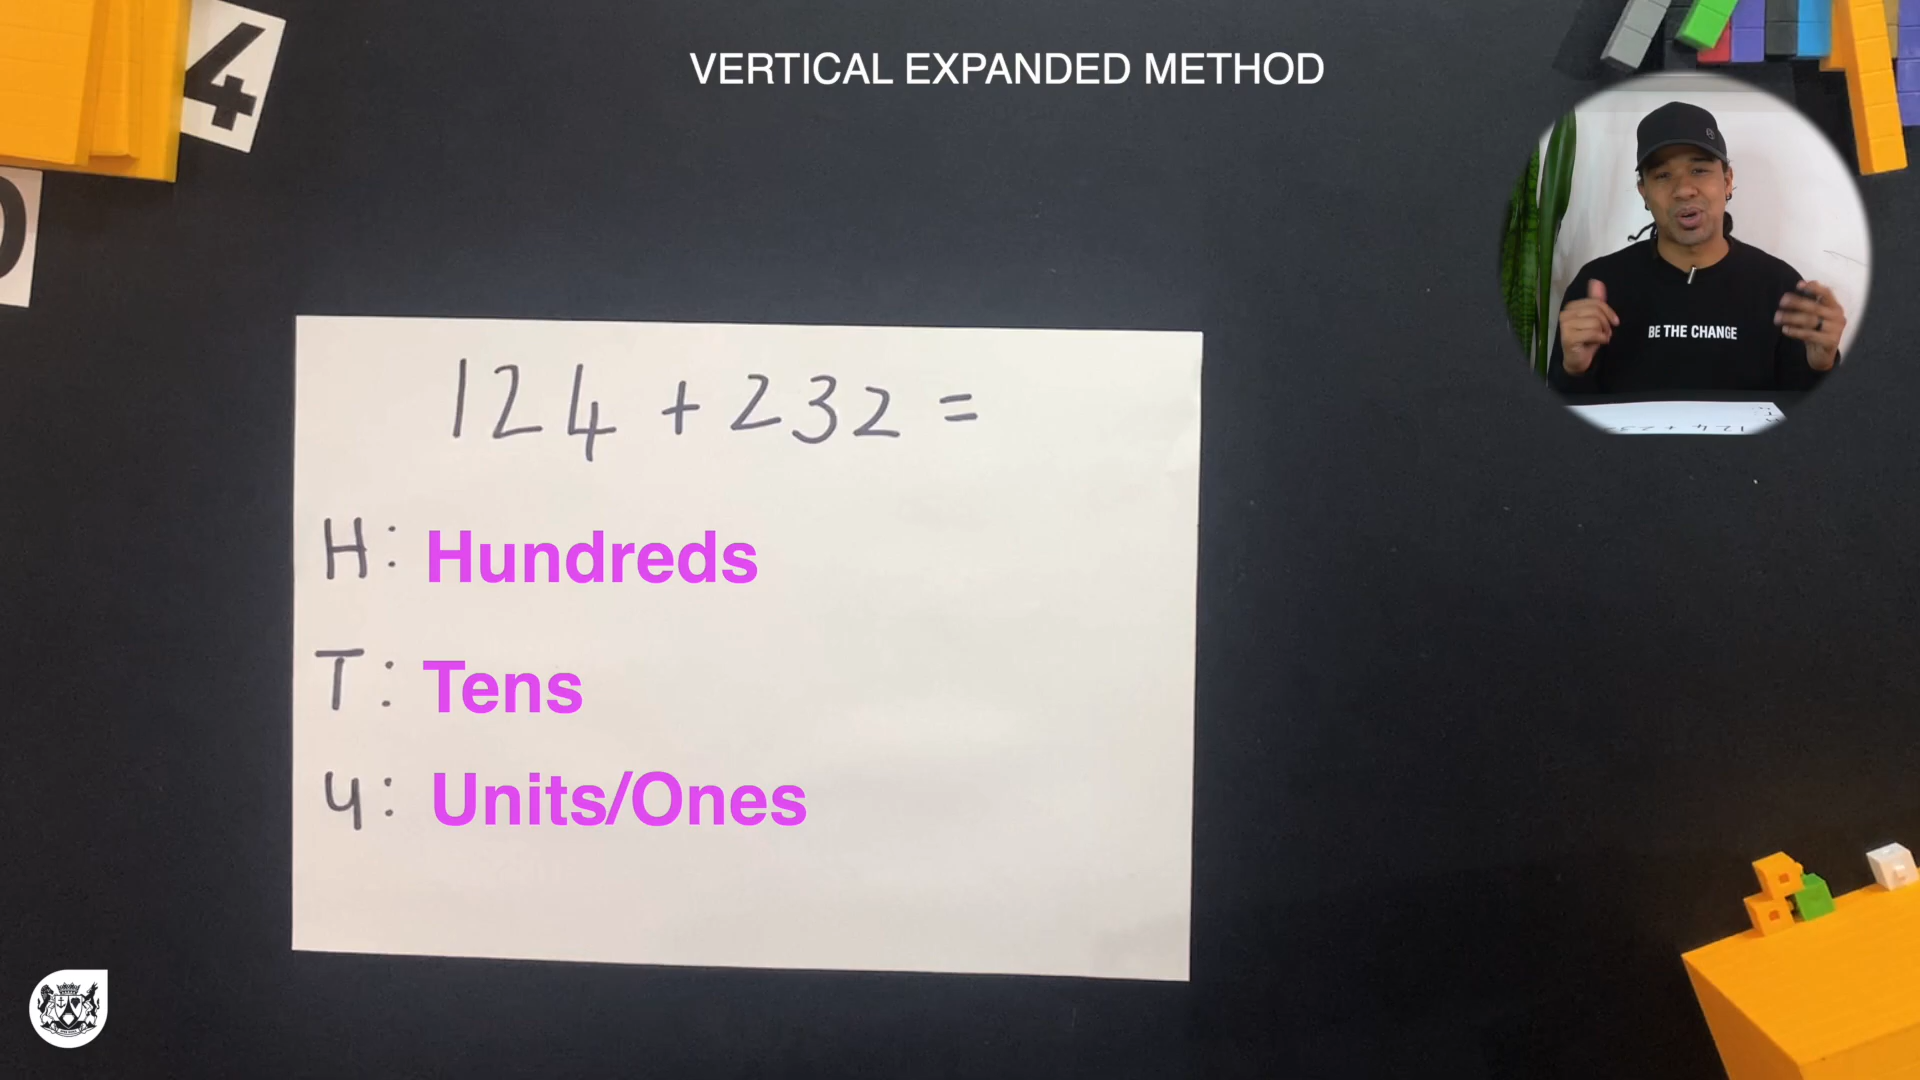 4
VERTICAL EXPANDED METHOD
BE THE CHANGE
124 + 232 =
H: Hundreds
T: Tens
U: Units/Ones